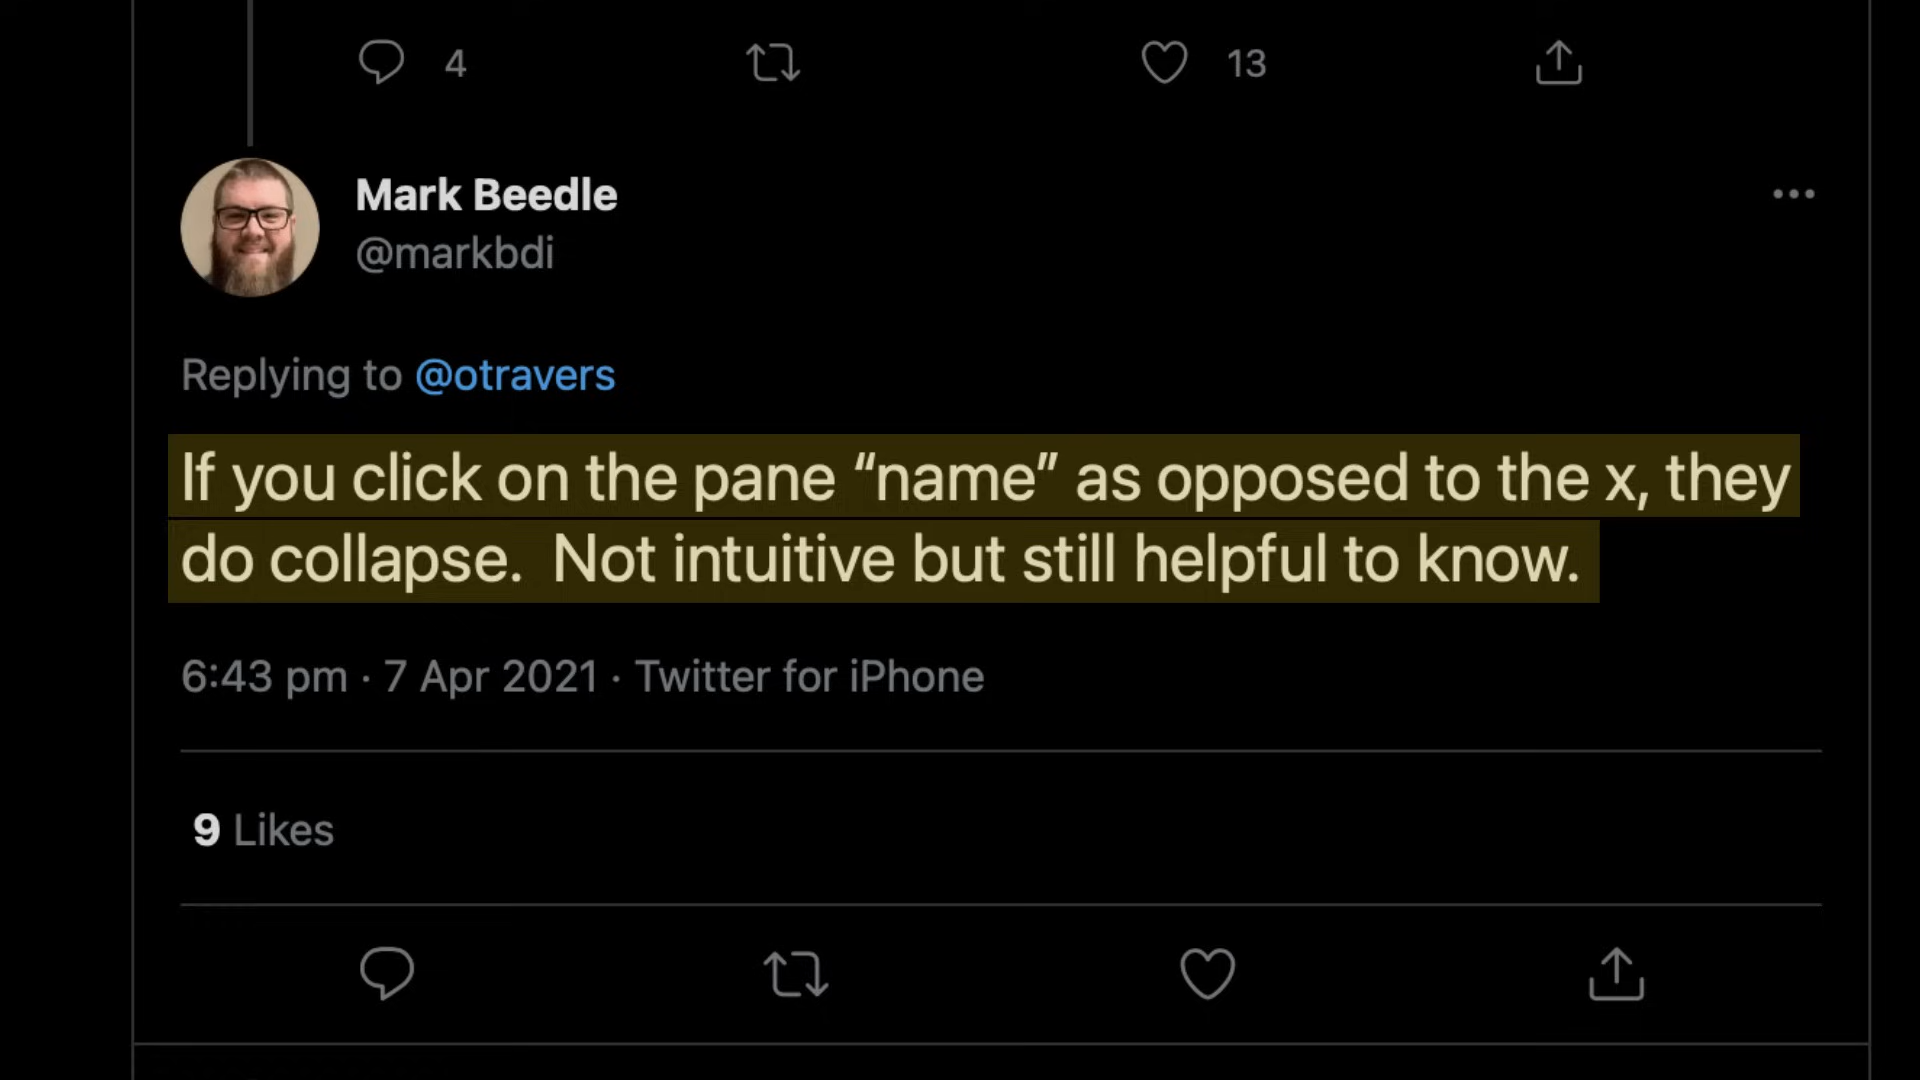 4 13
Mark Beedle
@markbdi
Replying to @otravers
If you click on the pane “name” as opposed to the x, they
do collapse.  Not intuitive but still helpful to know.
6:43 pm · 7 Apr 2021 · Twitter for iPhone
9 Likes